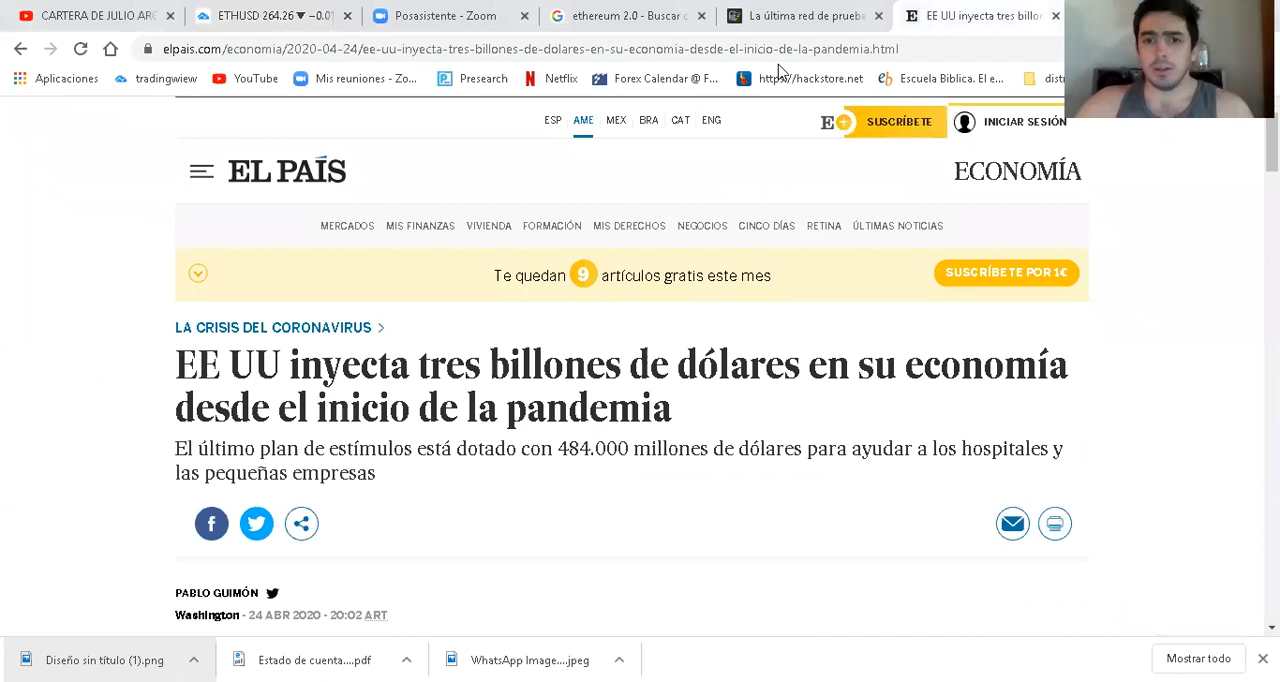 CARTERA DE JULIO AR
ETHUSD 264.26 ▼ −0.0
Posasistente - Zoom
ethereum 2.0 - Buscar
La última red de prueba
EE UU inyecta tres billo
elpais.com/economia/2020-04-24/ee-uu-inyecta-tres-billones-de-dolares-en-su-economia-desde-el-inicio-de-la-pandemia.html
Aplicaciones
tradingwiew
YouTube
Mis reuniones - Zo...
Psearch
Netflix
Forex Calendar @ F...
https://hackstore.net
Escuela Biblica. El e...
distr
ESP AME MEX BRA CAT ENG
E+ SUSCRÍBETE
INICIAR SESIÓN
EL PAÍS
ECONOMÍA
MERCADOS MIS FINANZAS VIVIENDA FORMACIÓN MIS DERECHOS NEGOCIOS CINCO DÍAS RETINA ÚLTIMAS NOTICIAS
Te quedan 9 artículos gratis este mes
SUSCRÍBETE POR 1€
LA CRISIS DEL CORONAVIRUS >
EE UU inyecta tres billones de dólares en su economía
desde el inicio de la pandemia
El último plan de estímulos está dotado con 484.000 millones de dólares para ayudar a los hospitales y
las pequeñas empresas
PABLO GUIMÓN
Washington - 24 ABR 2020 - 20:02 ART
Diseño sin título (1).png
Estado de cuenta....pdf
WhatsApp Image....jpeg
Mostrar todo